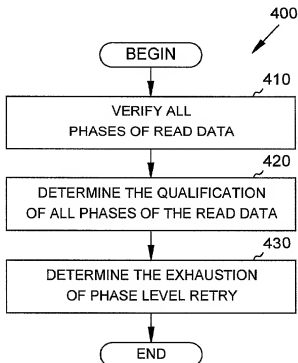 400
BEGIN
410
VERIFY ALL
PHASES OF READ DATA
420
DETERMINE THE QUALIFICATION
OF ALL PHASES OF THE READ DATA
430
DETERMINE THE EXHAUSTION
OF PHASE LEVEL RETRY
END